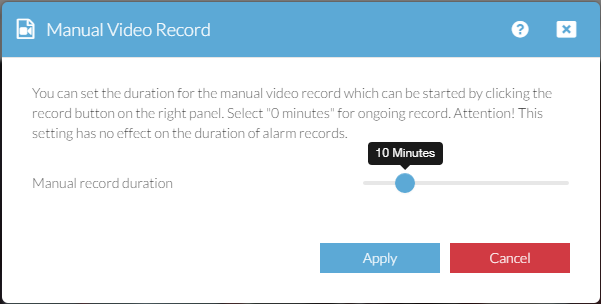 Manual Video Record
You can set the duration for the manual video record which can be started by clicking the
record button on the right panel. Select "0 minutes" for ongoing record. Attention! This
setting has no effect on the duration of alarm records.
10 Minutes
Manual record duration
Apply
Cancel